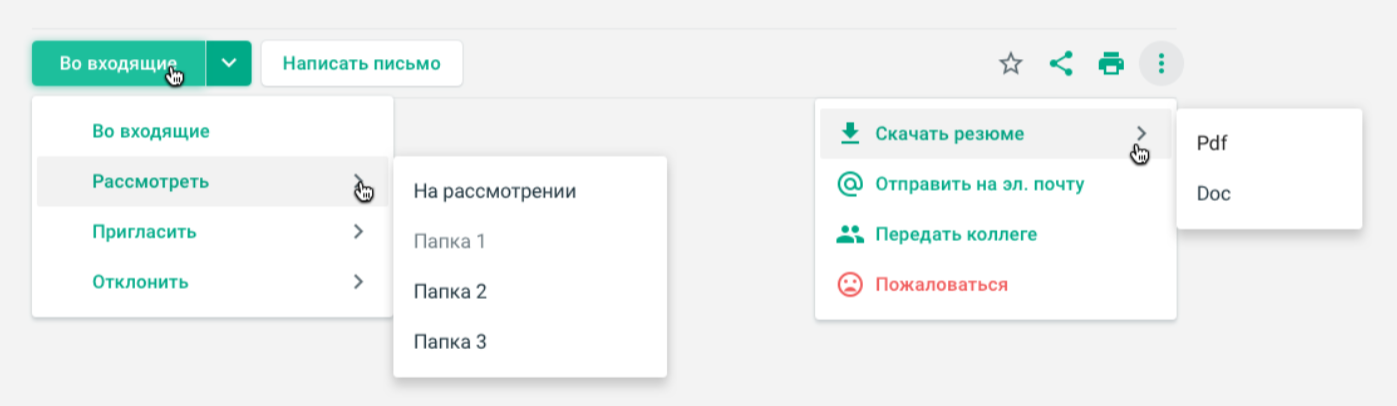 Во входящие
Написать письмо
Во входящие
Рассмотреть
Пригласить
Отклонить
На рассмотрении
Папка 1
Папка 2
Папка 3
Скачать резюме
Отправить на эл. почту
Передать коллеге
Пожаловаться
Pdf
Doc